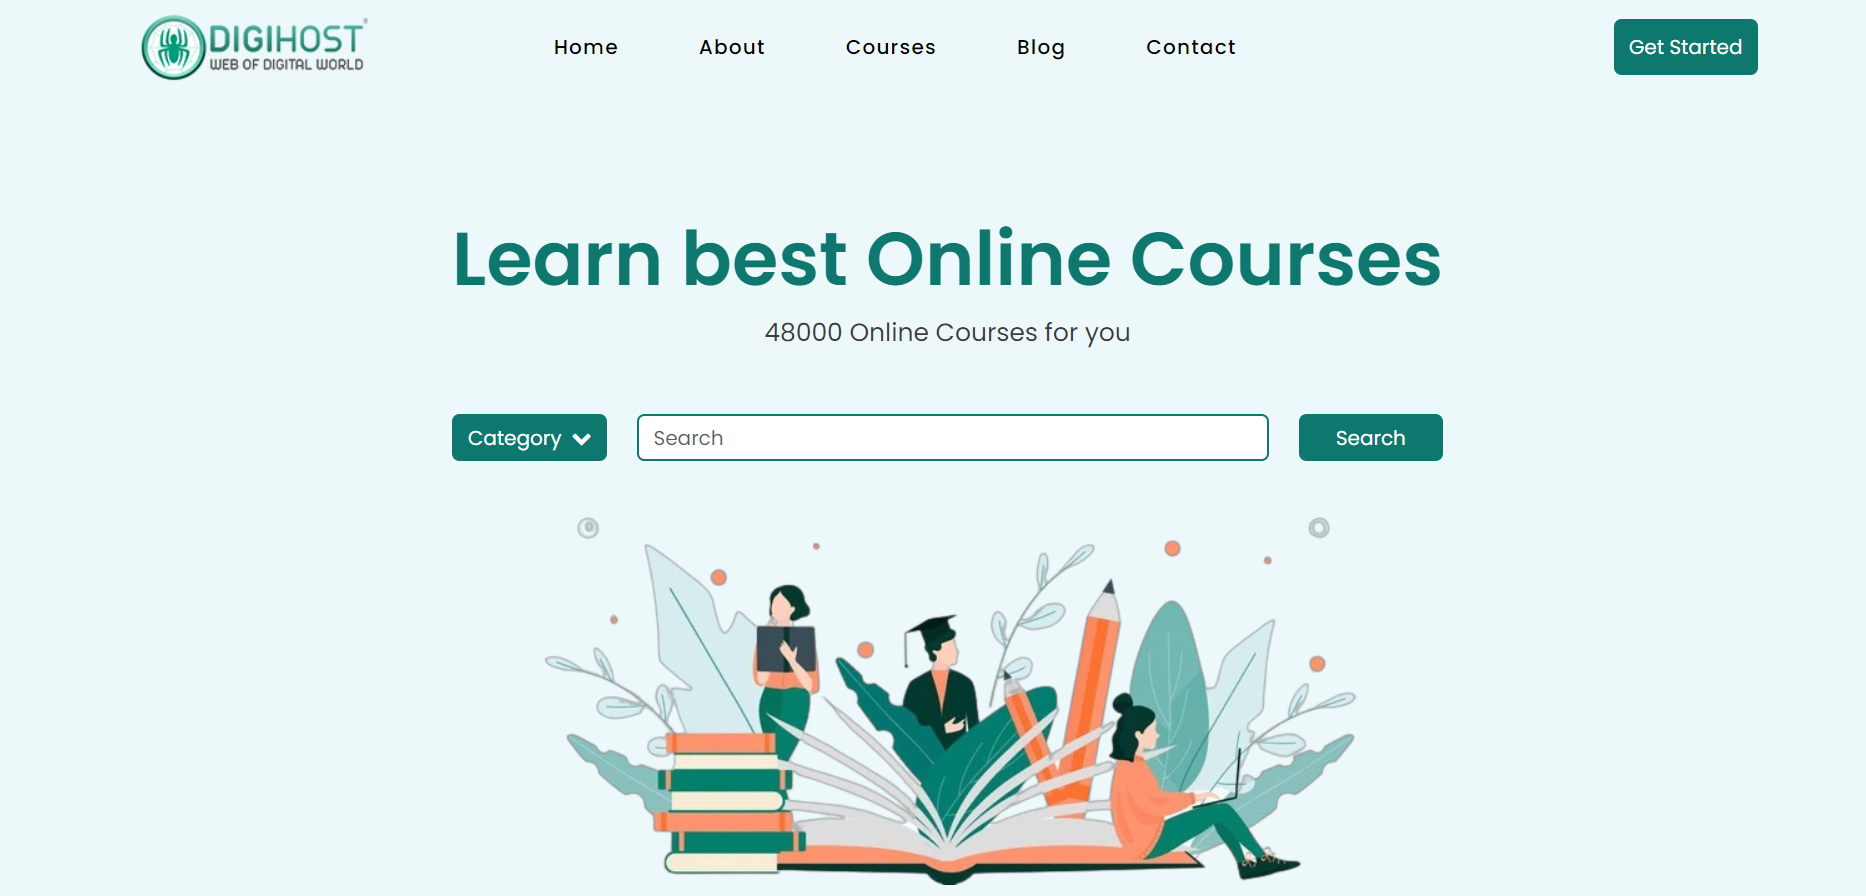 DIGIHOST
WEB OF DIGITAL WORLD
Home
About
Courses
Blog
Contact
Get Started
Learn best Online Courses
48000 Online Courses for you
Category
Search
Search